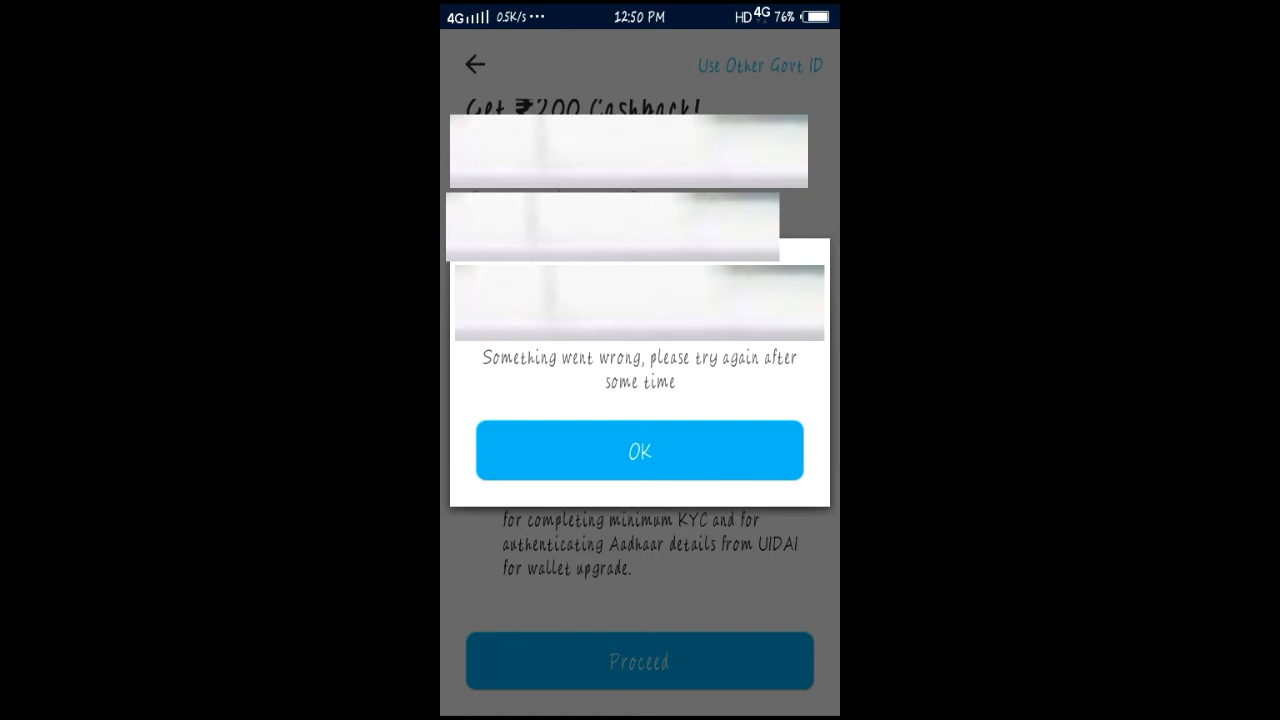 4G 0.5K/s ... 12:50 PM HD 4G 76%
Use Other Govt ID
Get ₹200 Cashback!
Something went wrong, please try again after
some time
OK
for completing minimum KYC and for
authenticating Aadhaar details from UIDAI
for wallet upgrade.
Proceed